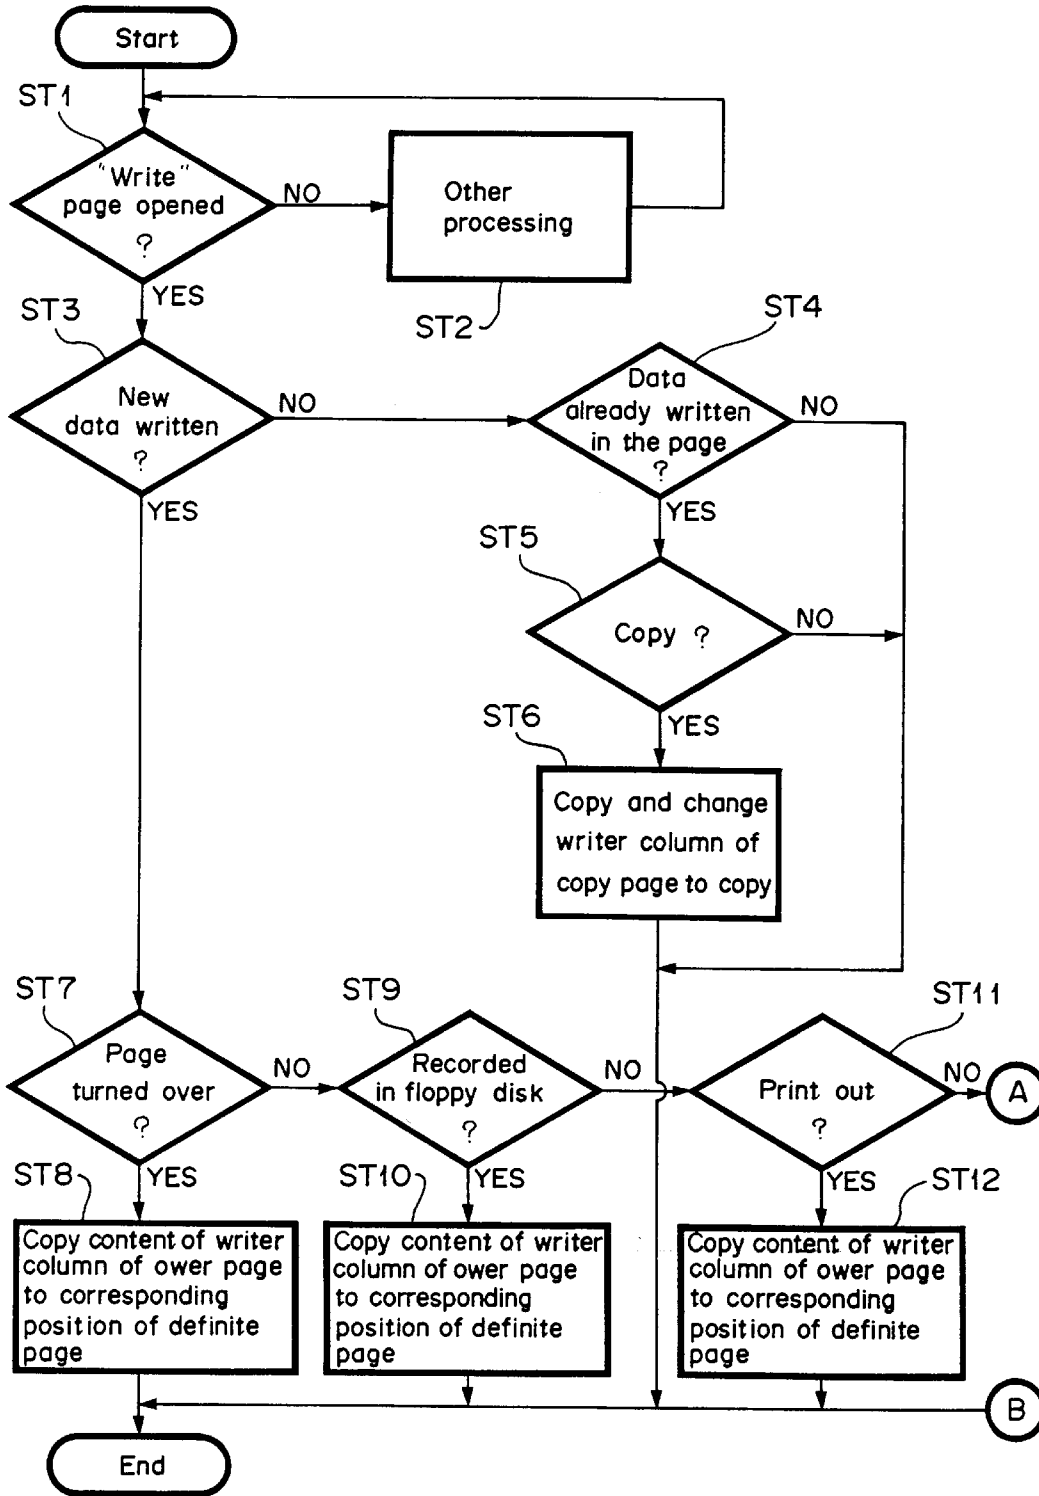 Start
ST1
"Write"
page opened
?
NO
Other
processing
ST2
YES
ST3
New
data written
?
NO
ST4
Data
already written
in the page
?
NO
YES
YES
ST5
Copy ?
NO
YES
ST6
Copy and change
writer column of
copy page to copy
ST7
Page
turned over
?
NO
ST9
Recorded
in floppy disk
?
NO
ST11
Print out
?
NO
A
YES
YES
YES
ST8
Copy content of writer
column of ower page
to corresponding
position of definite
page
ST10
Copy content of writer
column of ower page
to corresponding
position of definite
page
ST12
Copy content of writer
column of ower page
to corresponding
position of definite
page
B
End